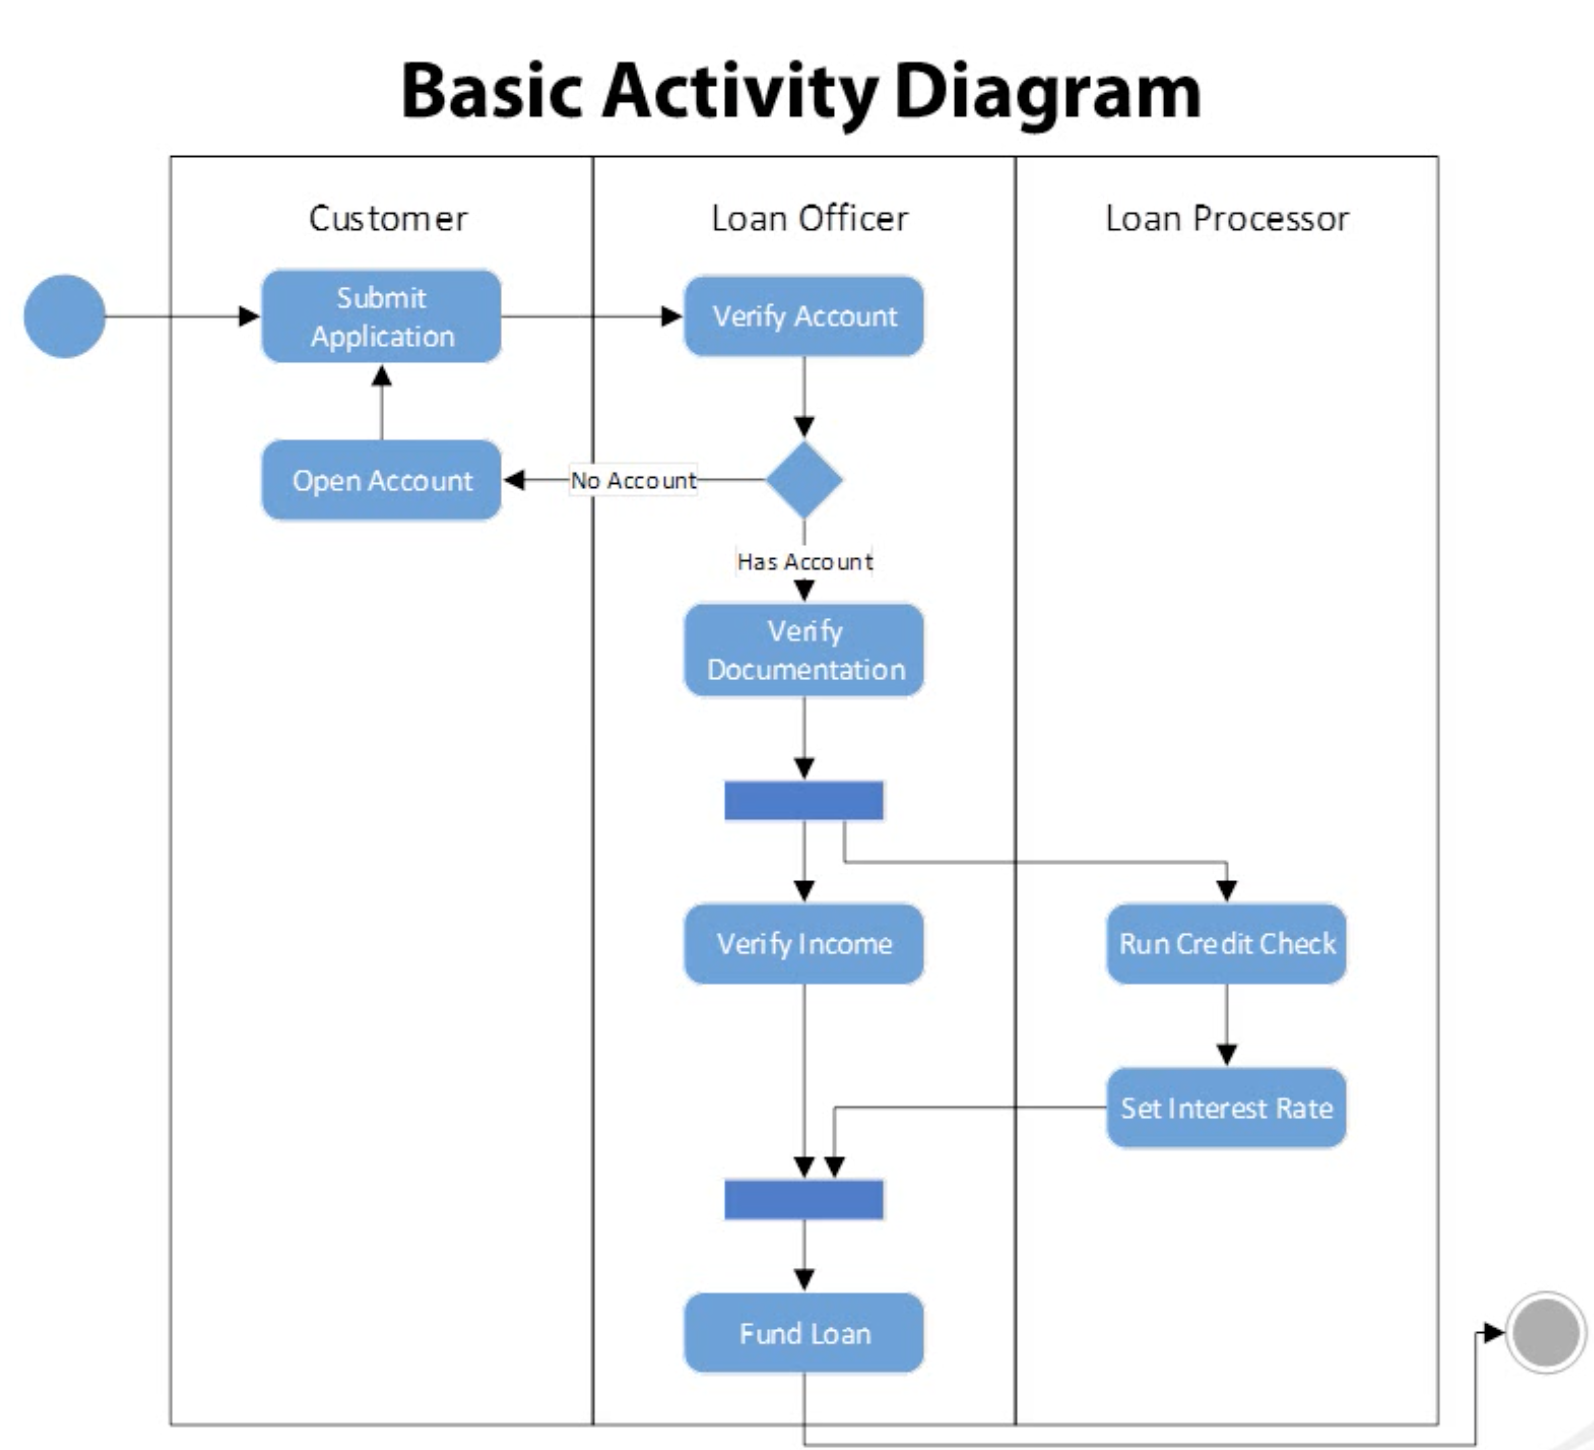 Basic Activity Diagram
Customer
Loan Officer
Loan Processor
Submit
Application
Verify Account
Open Account
No Account
Has Account
Verify
Documentation
Verify Income
Run Credit Check
Set Interest Rate
Fund Loan